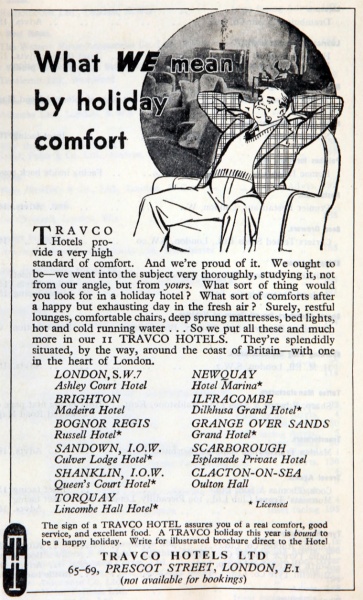 What WE mean
by holiday
comfort
TRAVCO
Hotels pro-
vide a very high
standard of comfort. And we're proud of it. We ought to
be—we went into the subject very thoroughly, studying it, not
from our angle, but from yours. What sort of thing would
you look for in a holiday hotel? What sort of comforts after
a happy but exhausting day in the fresh air? Surely, restful
lounges, comfortable chairs, deep sprung mattresses, bed lights,
hot and cold running water . . . So we put all these and much
more in our 11 TRAVCO HOTELS. They're splendidly
situated, by the way, around the coast of Britain—with one
in the heart of London.
LONDON, S.W.7
Ashley Court Hotel
BRIGHTON
Madeira Hotel
BOGNOR REGIS
Russell Hotel*
SANDOWN, I.O.W.
Culver Lodge Hotel*
SHANKLIN, I.O.W.
Queen's Court Hotel*
TORQUAY
Lincombe Hall Hotel*
NEWQUAY
Hotel Marina*
ILFRACOMBE
Dilkhusa Grand Hotel*
GRANGE OVER SANDS
Grand Hotel*
SCARBOROUGH
Esplanade Private Hotel
CLACTON-ON-SEA
Oulton Hall
* Licensed
The sign of a TRAVCO HOTEL assures you of a real comfort, good
service, and excellent food. A TRAVCO holiday this year is bound to
be a happy holiday. Write for illustrated brochure direct to the Hotel
TRAVCO HOTELS LTD
65-69, PRESCOT STREET, LONDON, E.1
(not available for bookings)
THL